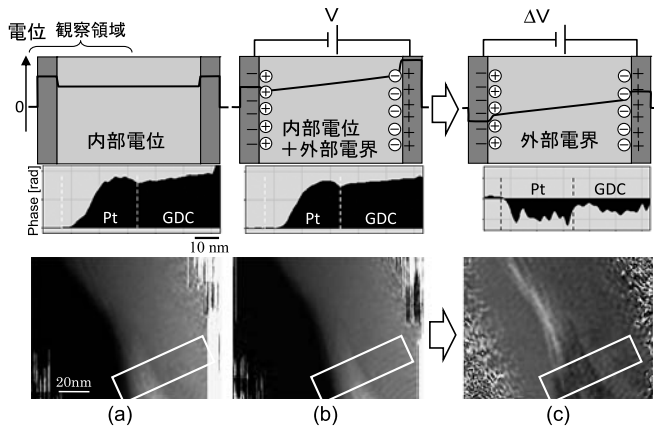 電位
観察領域
V
ΔV
0
内部電位
内部電位
＋外部電界
外部電界
Phase [rad]
Pt
GDC
10 nm
Pt
GDC
Pt
GDC
20nm
(a)
(b)
(c)